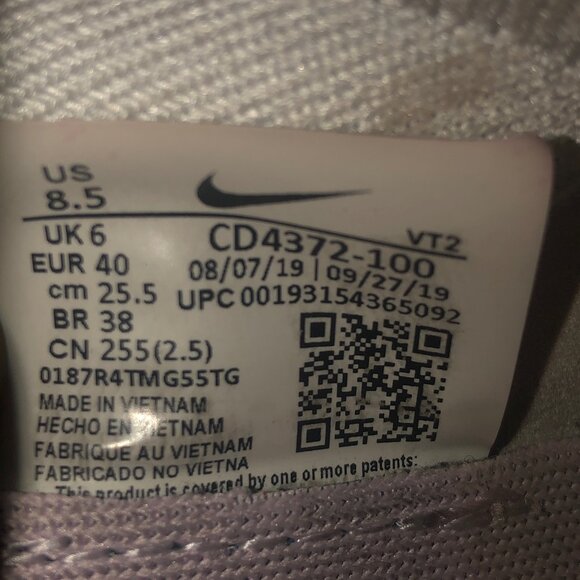 US
8.5
UK 6
VT2
CD4372-100
EUR 40
08/07/19 | 09/27/19
cm 25.5
UPC 00193154365092
BR 38
CN 255(2.5)
0187R4TMG55TG
MADE IN VIETNAM
HECHO EN VIETNAM
FABRIQUE AU VIETNAM
FABRICADO NO VIETNA
This product is covered by one or more patents: